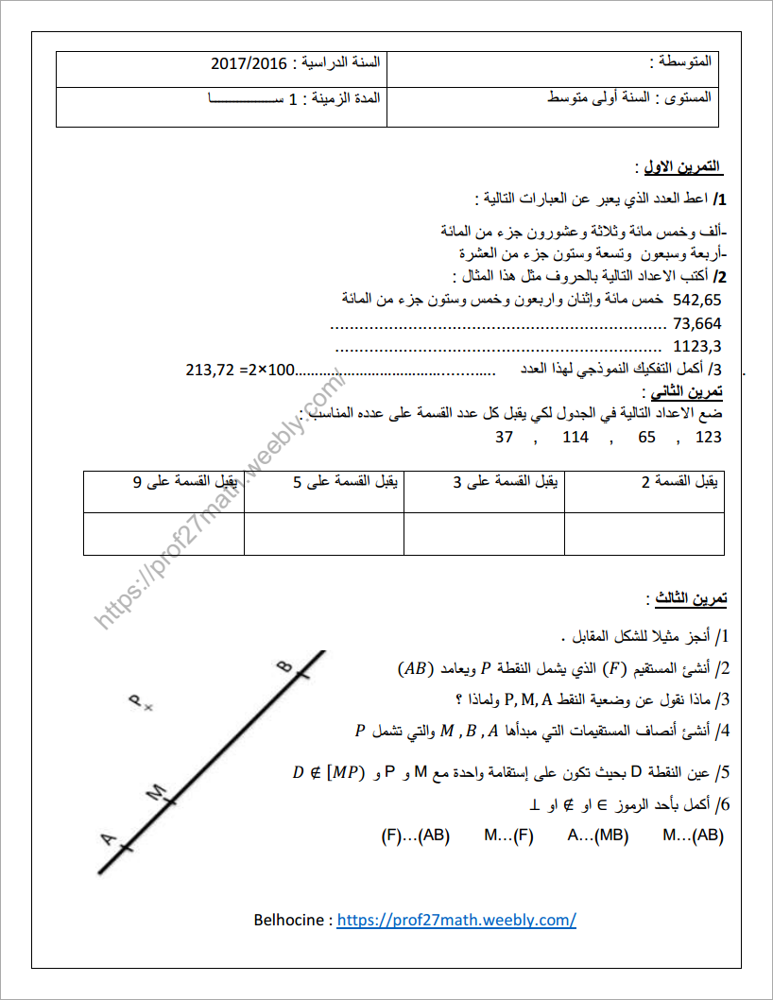 المتوسطة :
السنة الدراسية : 2017/2016
المستوى : السنة أولى متوسط
المدة الزمينة : 1 ســـــــــــــــا
التمرين الاول :
1/ اعط العدد الذي يعبر عن العبارات التالية :
-ألف وخمس مائة وثلاثة وعشورون جزء من المائة
-أربعة وسبعون وتسعة وستون جزء من العشرة
2/ أكتب الاعداد التالية بالحروف مثل هذا المثال :
542,65 خمس مائة وإثنان واربعون وخمس وستون جزء من المائة
73,664 ....................................................................
1123,3 ..................................................................
. 3/ أكمل التفكيك النموذجي لهذا العدد 213,72 =2×100.......................................
تمرين الثاني :
ضع الاعداد التالية في الجدول لكي يقبل كل عدد القسمة على عدده المناسب :
123 , 65 , 114 , 37
يقبل القسمة 2
يقبل القسمة على 3
يقبل القسمة على 5
يقبل القسمة على 9
تمرين الثالث :
1/ أنجز مثيلا للشكل المقابل .
2/ أنشئ المستقيم (F) الذي يشمل النقطة P ويعامد (AB)
3/ ماذا نقول عن وضعية النقط P, M, A ولماذا ؟
4/ أنشئ أنصاف المستقيمات التي مبدأها M , B , A والتي تشمل P
5/ عين النقطة D بحيث تكون على إستقامة واحدة مع M و P و D ∉ [MP)
6/ أكمل بأحد الرموز ∈ او ∉ او ⊥
(F)…(AB) M…(F) A…(MB) M…(AB)
B
P
M
A
https://prof27math.weebly.com/
Belhocine : https://prof27math.weebly.com/